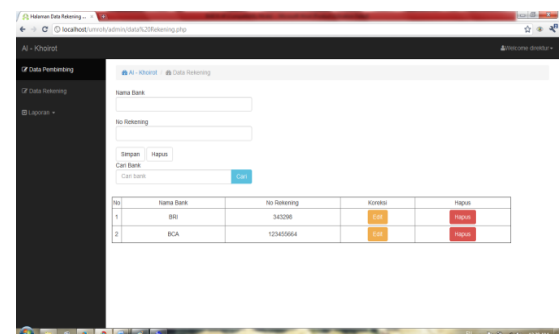 Halaman Data Rekening ...
localhost/umroh/admin/data%20Rekening.php
Al - Khoirot
Welcome direktur
Data Pembimbing
Al - Khoirot / Data Rekening
Data Rekening
Nama Bank
Laporan
No Rekening
Simpan Hapus
Cari Bank
Cari bank Cari
No Nama Bank No Rekening Koreksi Hapus
1 BRI 343298 Edit Hapus
2 BCA 123455664 Edit Hapus